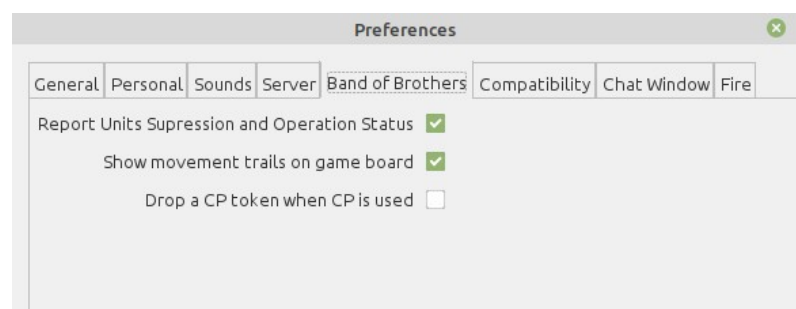 Preferences
General Personal Sounds Server Band of Brothers Compatibility Chat Window Fire
Report Units Supression and Operation Status
Show movement trails on game board
Drop a CP token when CP is used